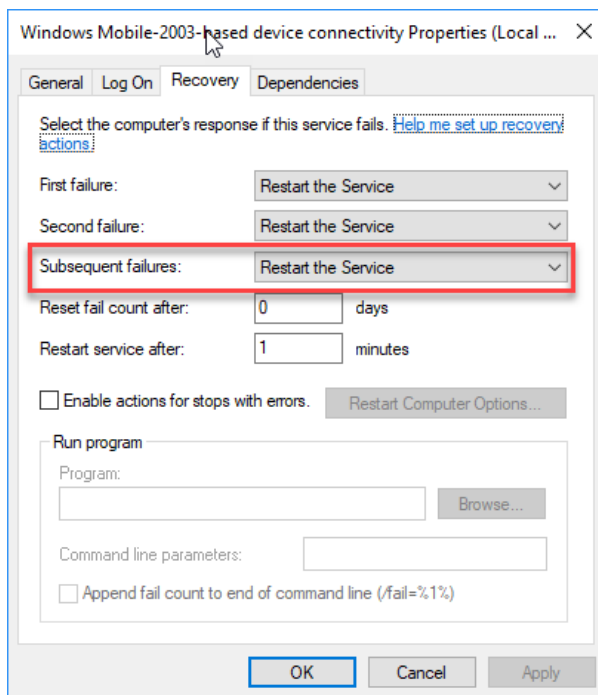 Windows Mobile-2003-based device connectivity Properties (Local ...
General Log On Recovery Dependencies
Select the computer's response if this service fails. Help me set up recovery
actions.
First failure: Restart the Service
Second failure: Restart the Service
Subsequent failures: Restart the Service
Reset fail count after: 0 days
Restart service after: 1 minutes
Enable actions for stops with errors. Restart Computer Options...
Run program
Program:
Browse...
Command line parameters:
Append fail count to end of command line (/fail=%1%)
OK Cancel Apply